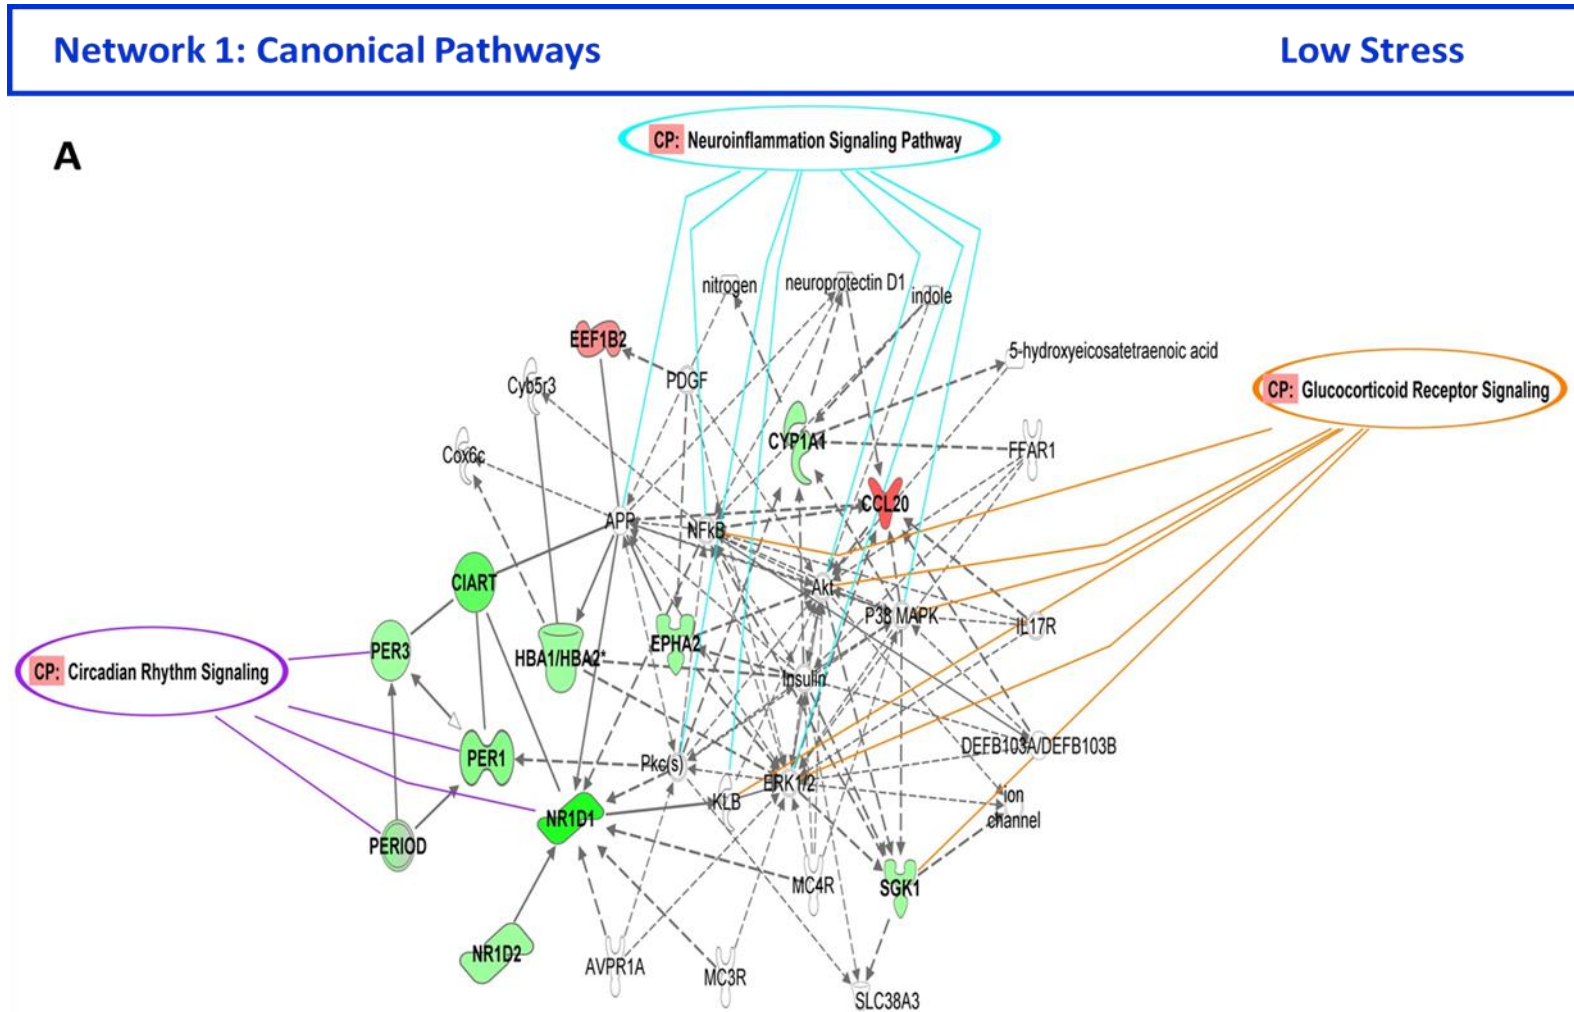 Network 1: Canonical Pathways Low Stress
A
CP: Neuroinflammation Signaling Pathway
nitrogen
neuroprotectin D1
indole
EEF1B2
5-hydroxyeicosatetraenoic acid
Cyb5r3
PDGF
CP: Glucocorticoid Receptor Signaling
CYP1A1
FFAR1
Cox6c
CCL20
APP
NFkB
CIART
Akt
P38 MAPK
IL17R
PER3
EPHA2
HBA1/HBA2*
CP: Circadian Rhythm Signaling
Insulin
DEFB103A/DEFB103B
PER1
Pkc(s)
ERK1/2
KLB
ion
channel
NR1D1
PERIOD
MC4R
SGK1
NR1D2
AVPR1A
MC3R
SLC38A3